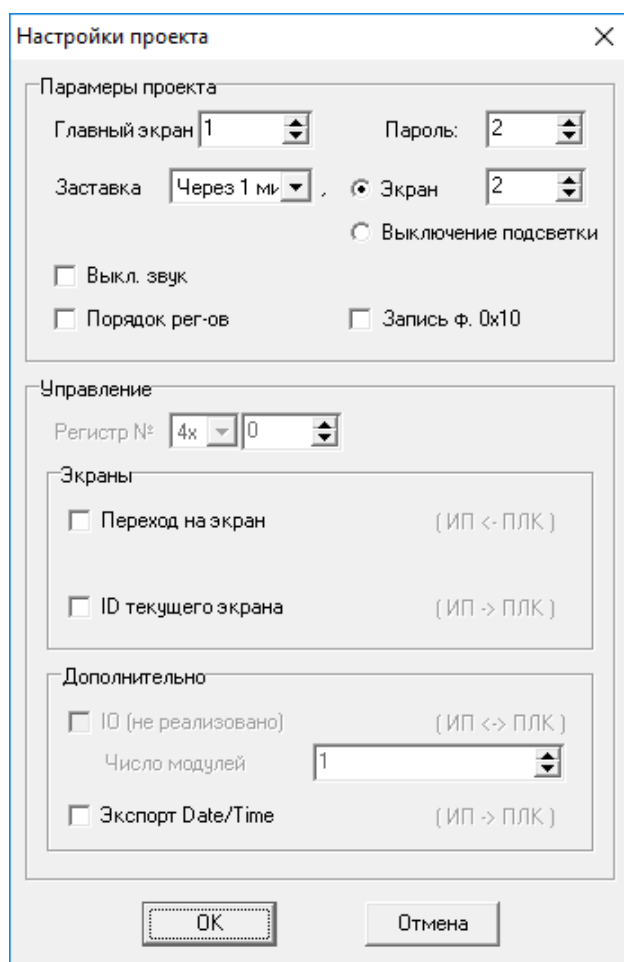 Настройки проекта
Парамеры проекта
Главный экран 1 Пароль: 2
Заставка Через 1 ми , Экран 2
Выключение подсветки
Выкл. звук
Порядок рег-ов Запись ф. 0x10
Управление
Регистр № 4x 0
Экраны
Переход на экран ( ИП <- ПЛК )
ID текущего экрана ( ИП -> ПЛК )
Дополнительно
IO (не реализовано) ( ИП <-> ПЛК )
Число модулей 1
Экспорт Date/Time ( ИП -> ПЛК )
OK Отмена